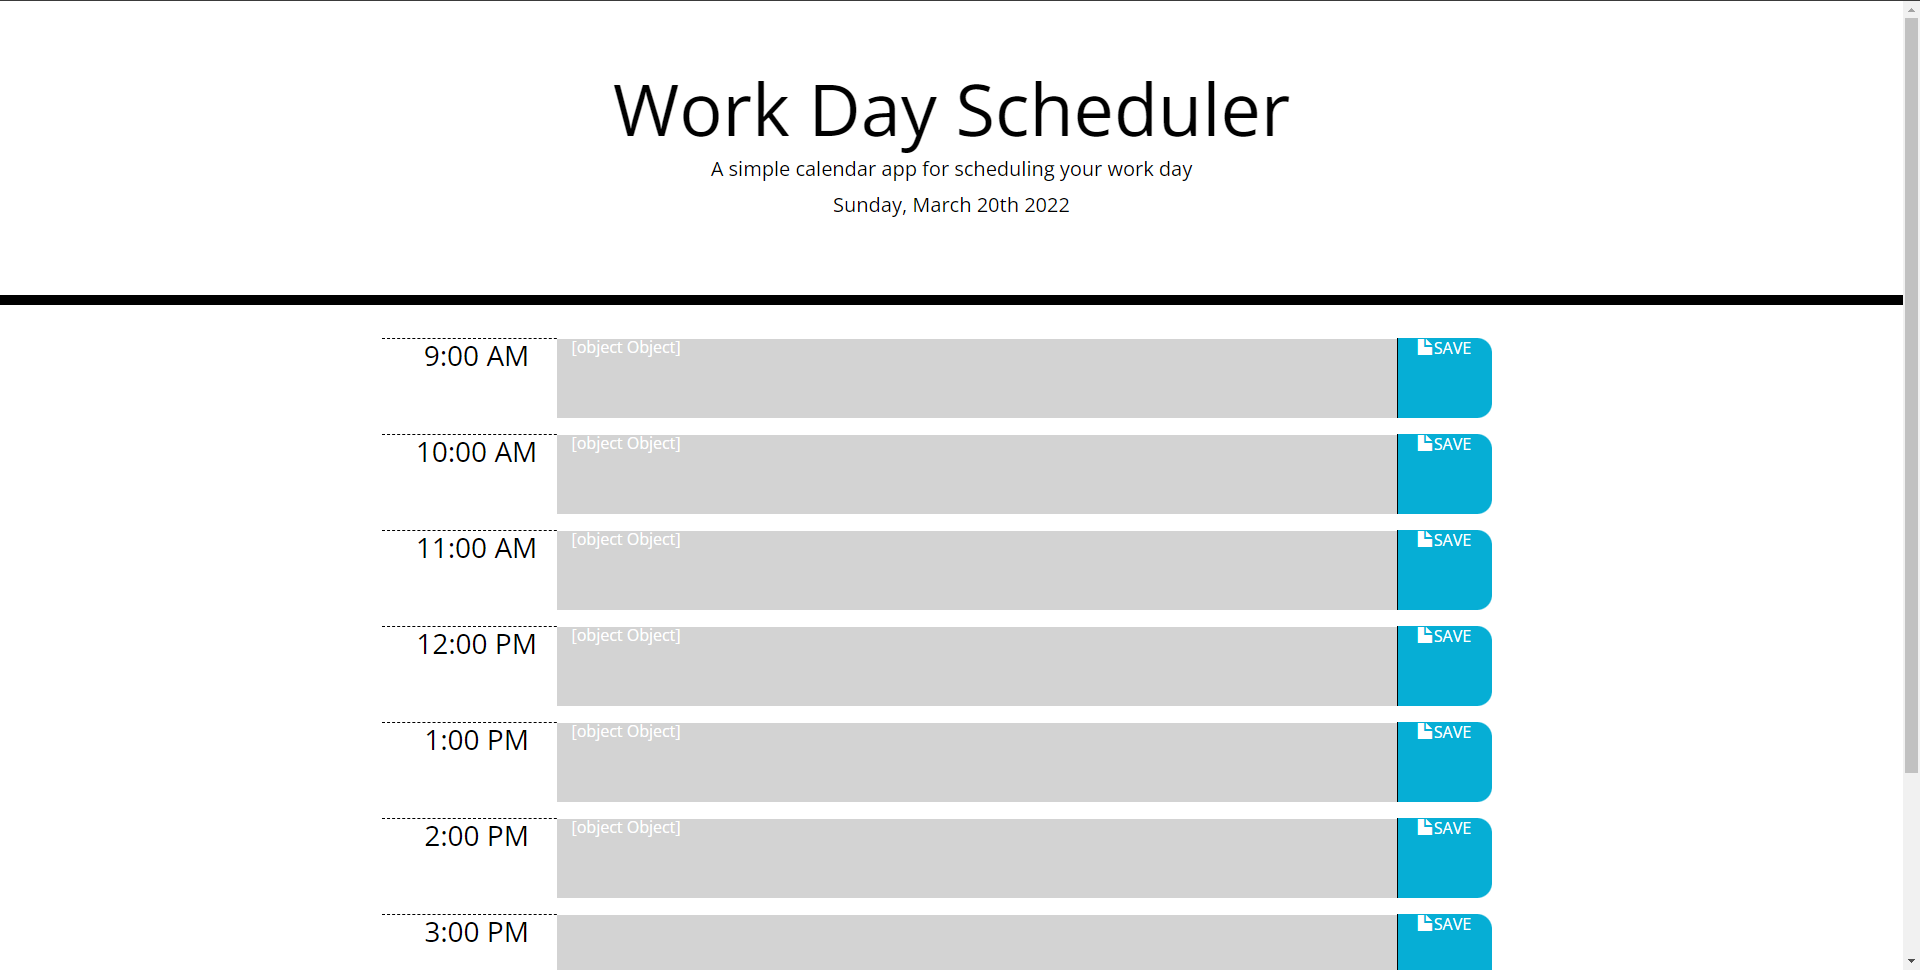 Work Day Scheduler
A simple calendar app for scheduling your work day
Sunday, March 20th 2022
9:00 AM [object Object] SAVE
10:00 AM [object Object] SAVE
11:00 AM [object Object] SAVE
12:00 PM [object Object] SAVE
1:00 PM [object Object] SAVE
2:00 PM [object Object] SAVE
3:00 PM SAVE